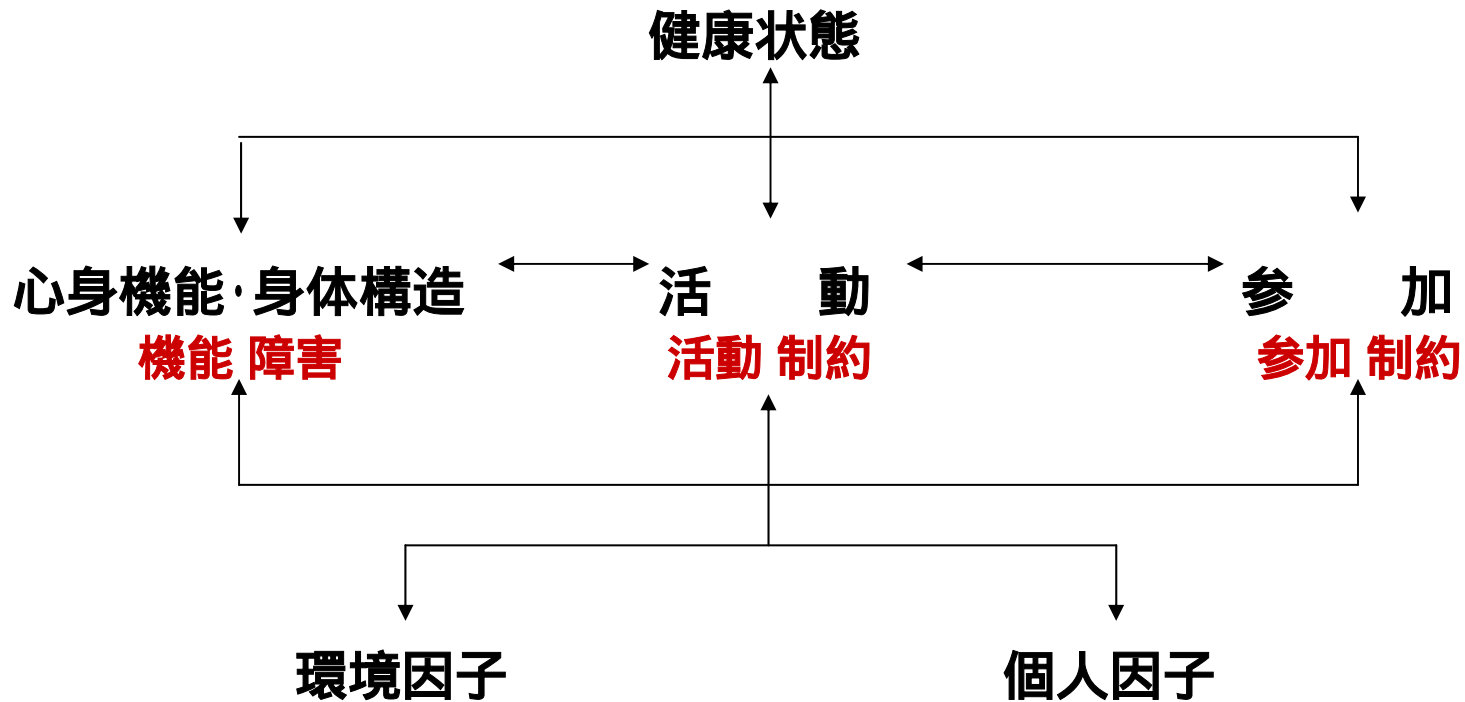 健康状態
心身機能・身体構造 活 動 参 加
機能 障害 活動 制約 参加 制約
環境因子 個人因子